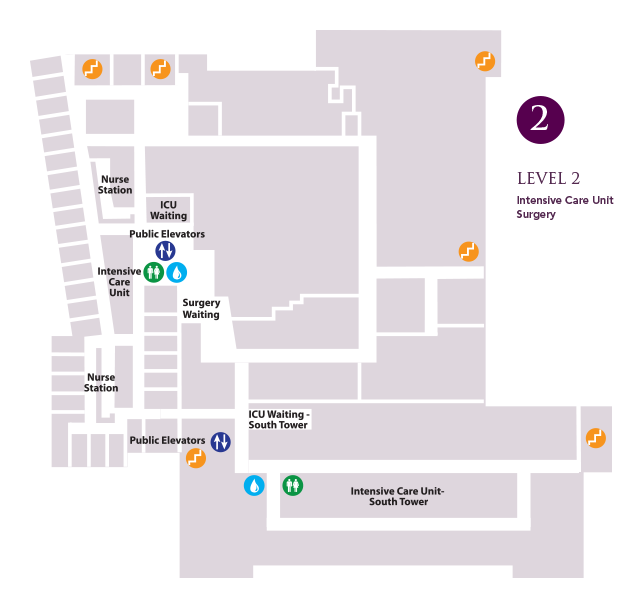 2
LEVEL 2
Intensive Care Unit
Surgery
Nurse
Station
ICU
Waiting
Public Elevators
Intensive
Care
Unit
Surgery
Waiting
Nurse
Station
ICU Waiting -
South Tower
Public Elevators
Intensive Care Unit-
South Tower